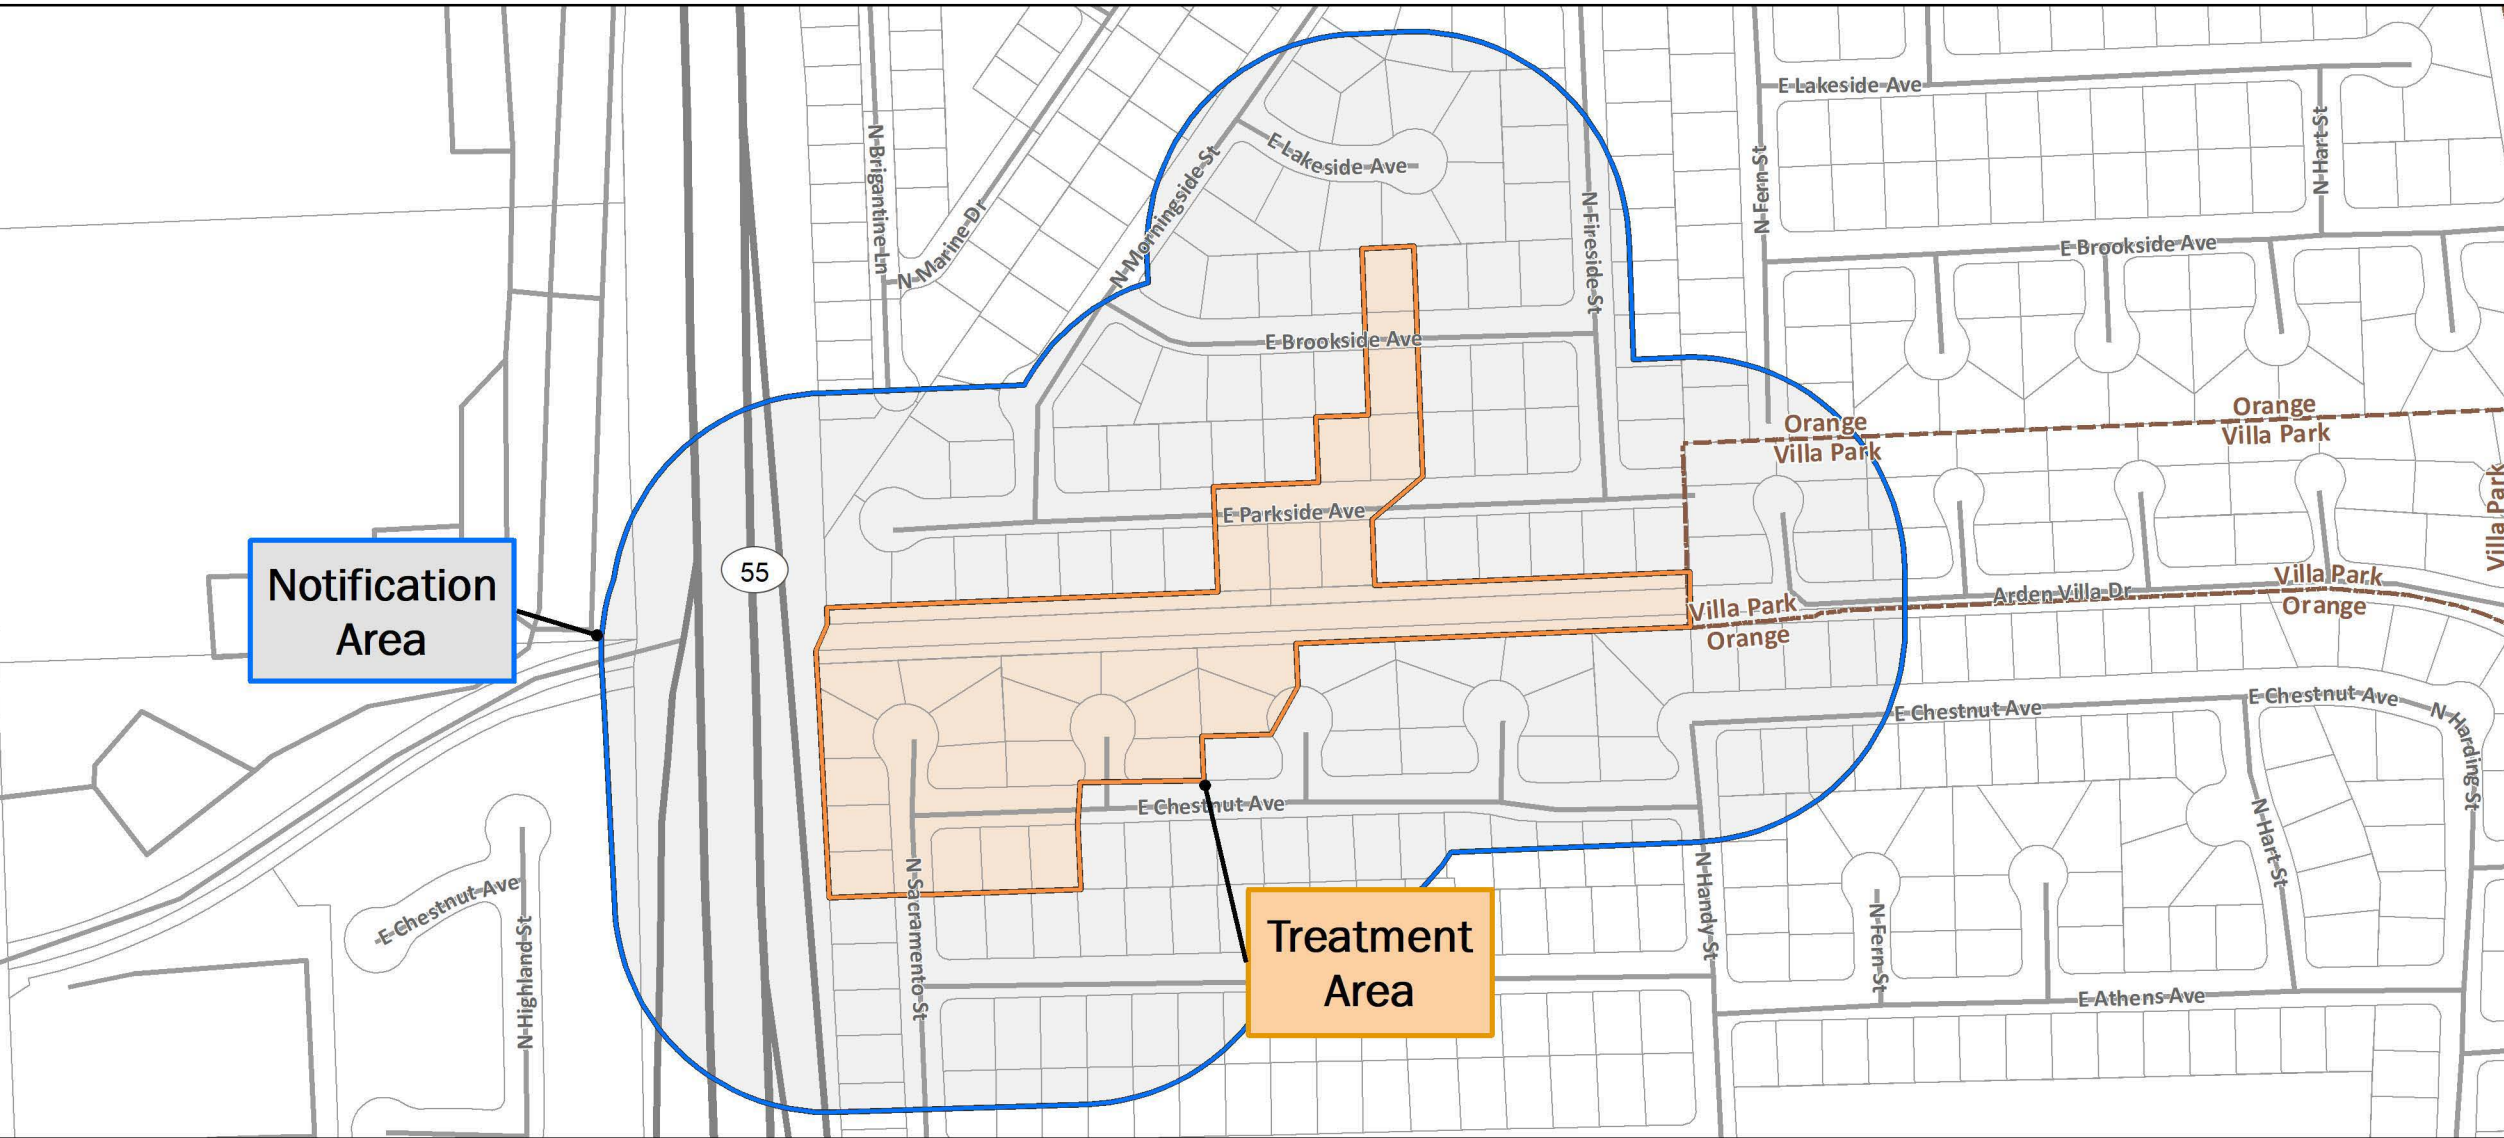 E Lakeside Ave
N Hart St
N Brigantine Ln
E Lakeside Ave
N Morningside St
N Fern St
N Marine Dr
N Fireside St
E Brookside Ave
E Brookside Ave
Orange
Villa Park
Orange
Villa Park
Villa Park
E Parkside Ave
55
Notification
Area
Villa Park
Orange
Arden Villa Dr
Villa Park
Orange
E Chestnut Ave
E Chestnut Ave
N Harding St
E Chestnut Ave
N Hart St
E Chestnut Ave
N Highland St
N Sacramento St
Treatment
Area
N Handy St
N Fern St
E Athens Ave